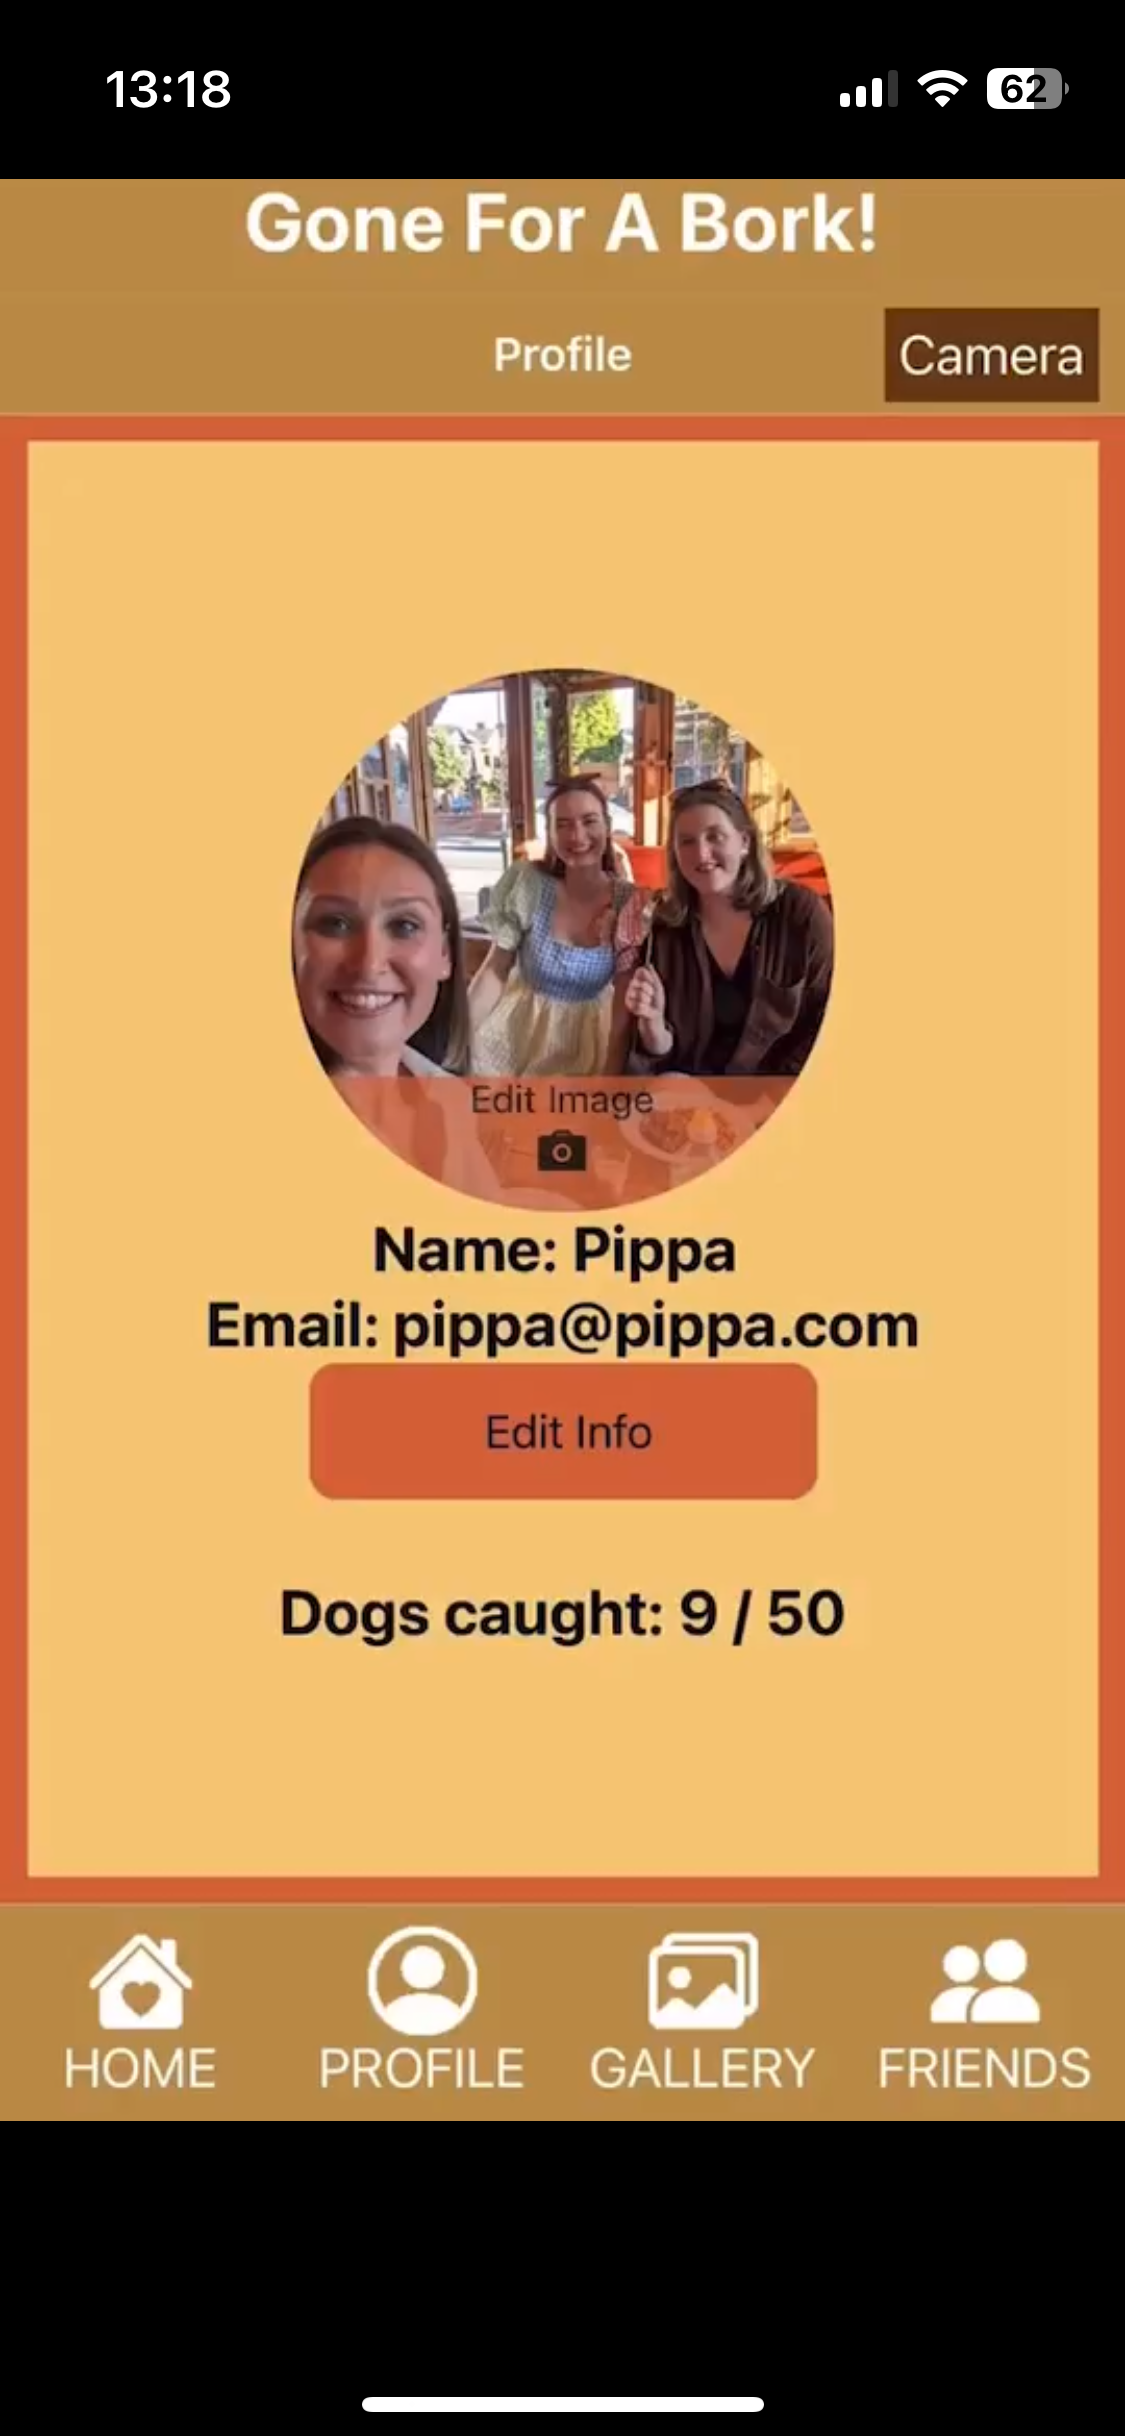 13:18
62
Gone For A Bork!
Profile
Camera
Edit Image
Name: Pippa
Email: pippa@pippa.com
Edit Info
Dogs caught: 9 / 50
HOME PROFILE GALLERY FRIENDS